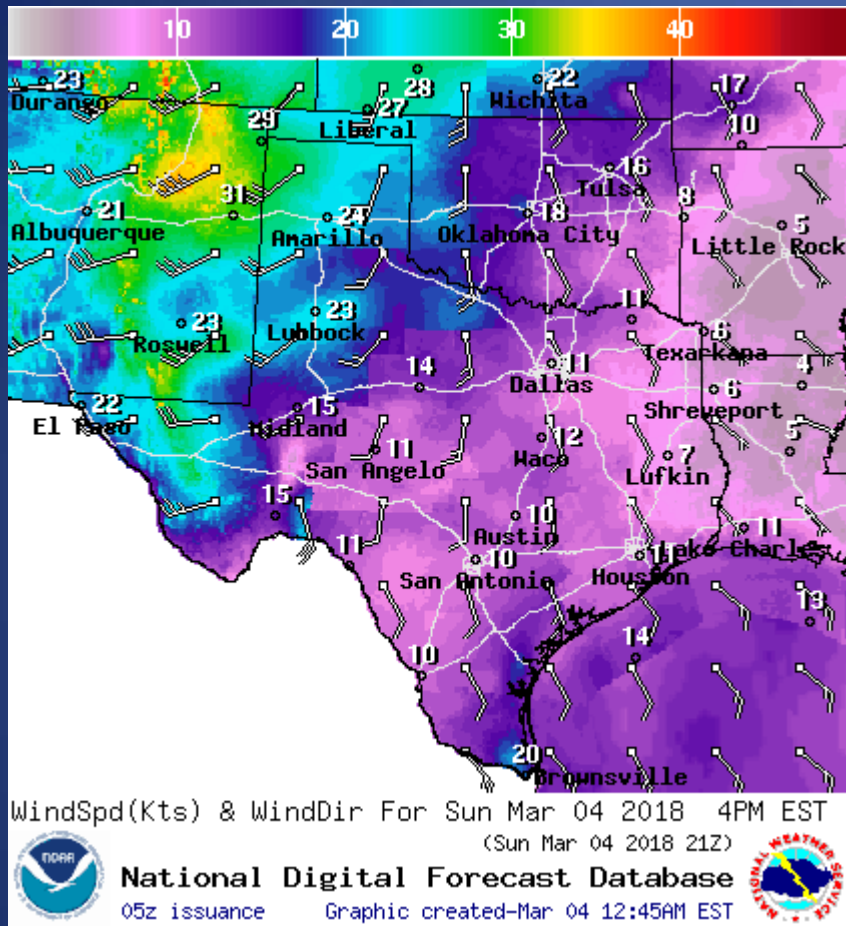 10 20 30 40
23 28 22 17
Durango 27 Wichita
29 Liberal 10
16
Tulsa
21 31 24 18 8 5
Albuquerque Amarillo Oklahoma City Little Rock
23 23 11 6
Roswell Lubbock Texarkana
14 11 4
Dallas 6
22 15 Shreveport
El Paso Midland 12 5
11 Waco 7
San Angelo Lufkin
15 10 11
Austin
11 10 11 Lake Charles
San Antonio Houston
13
10 14
20
Brownsville
WindSpd(Kts) & WindDir For Sun Mar 04 2018 4PM EST
(Sun Mar 04 2018 21Z)
NOAA
National Digital Forecast Database
05z issuance Graphic created-Mar 04 12:45AM EST
NATIONAL WEATHER SERVICE